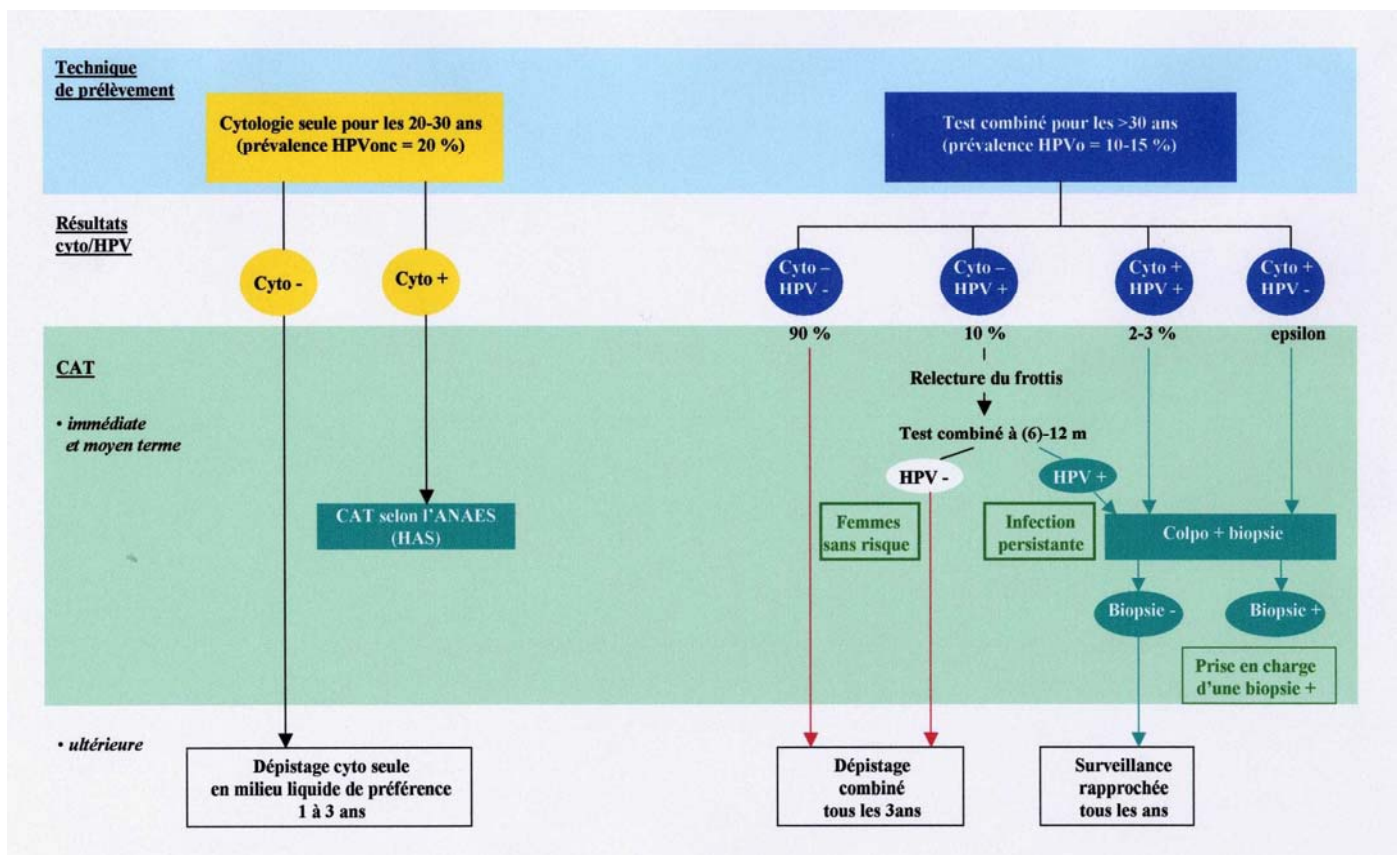 Technique
de prélèvement
Cytologie seule pour les 20-30 ans
(prévalence HPVonc = 20 %)
Test combiné pour les >30 ans
(prévalence HPVo = 10-15 %)
Résultats
cyto/HPV
Cyto -
Cyto +
Cyto –
HPV -
Cyto –
HPV +
Cyto +
HPV +
Cyto +
HPV -
90 %
10 %
2-3 %
epsilon
CAT
• immédiate
et moyen terme
Relecture du frottis
Test combiné à (6)-12 m
HPV -
HPV +
CAT selon l'ANAES
(HAS)
Femmes
sans risque
Infection
persistante
Colpo + biopsie
Biopsie -
Biopsie +
Prise en charge
d'une biopsie +
• ultérieure
Dépistage cyto seule
en milieu liquide de préférence
1 à 3 ans
Dépistage
combiné
tous les 3ans
Surveillance
rapprochée
tous les ans